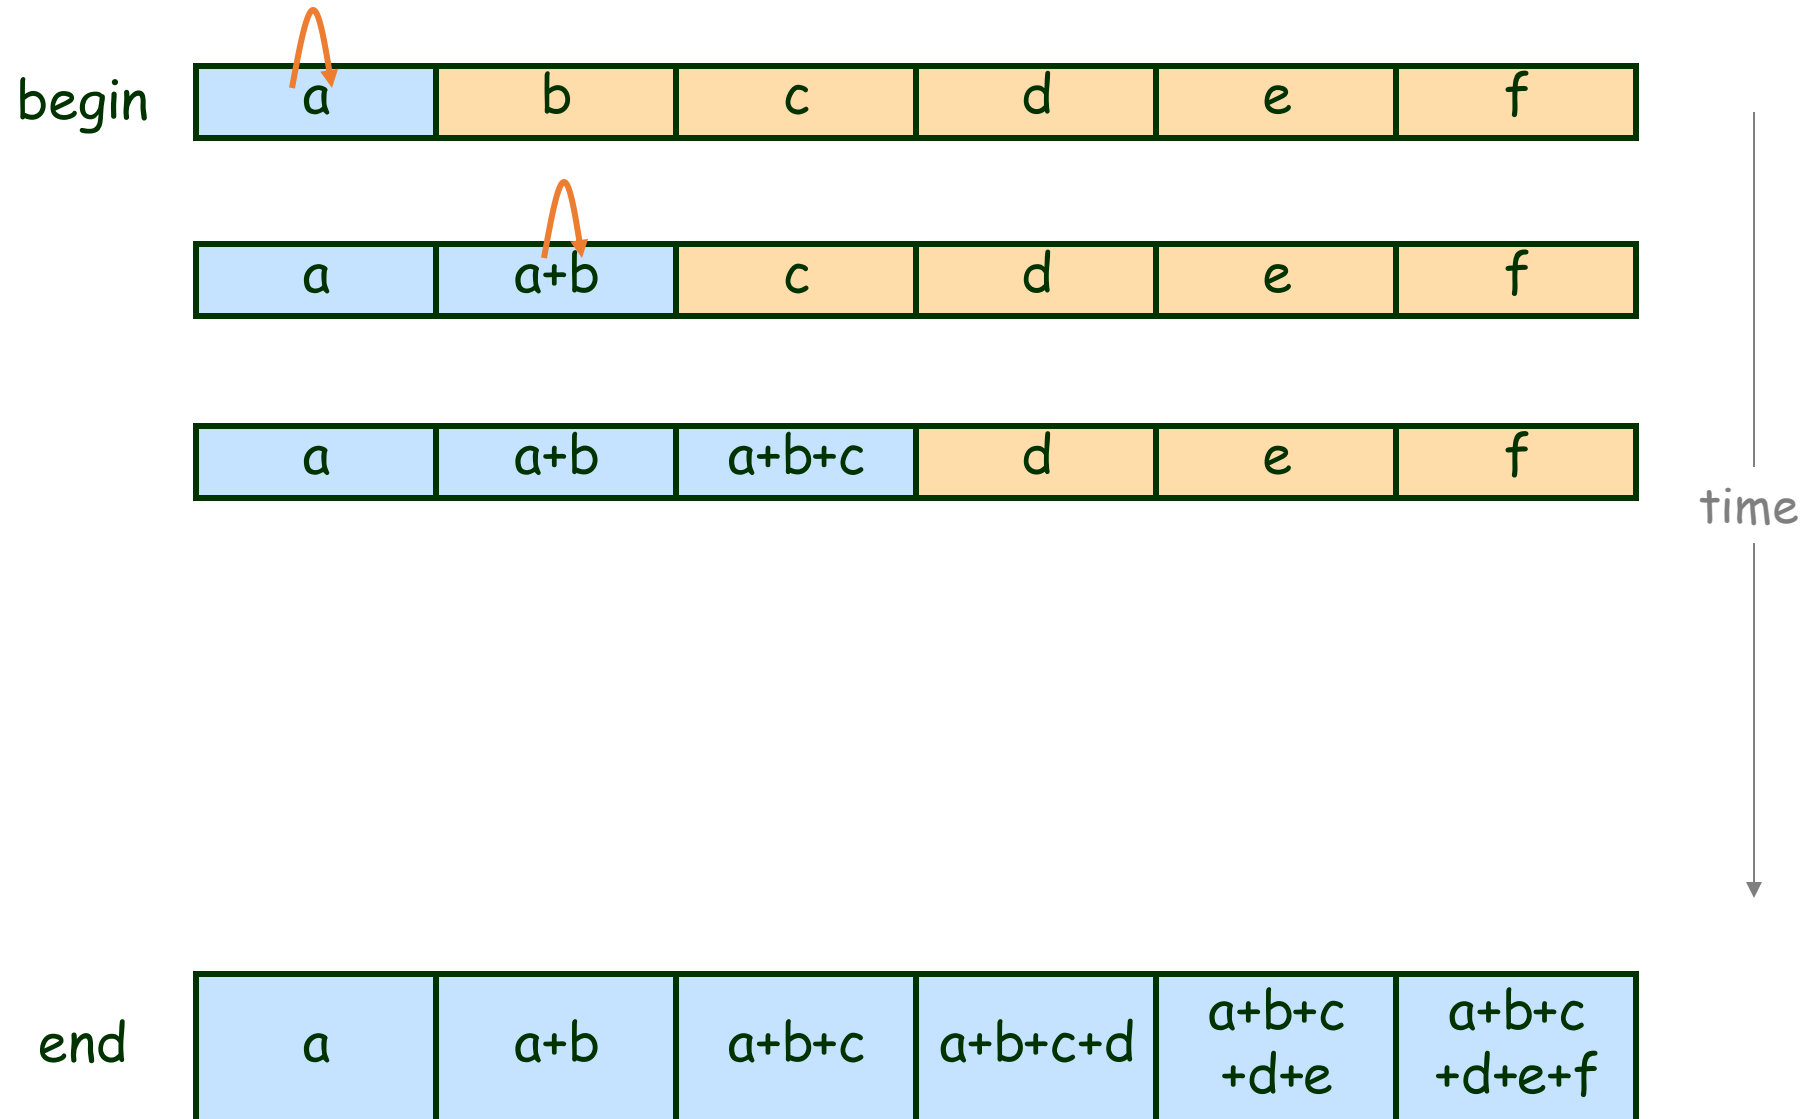 begin a b c d e f
a a+b c d e f
a a+b a+b+c d e f
time
end a a+b a+b+c a+b+c+d a+b+c +d+e a+b+c +d+e+f